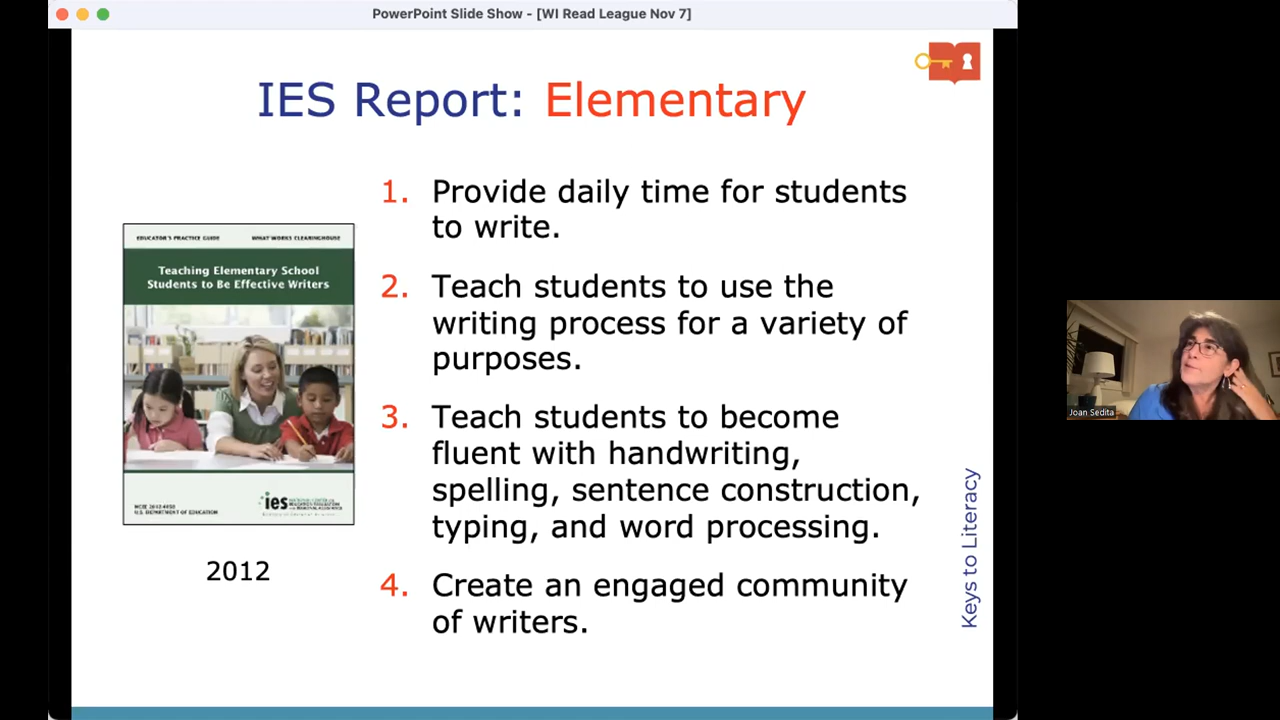 PowerPoint Slide Show - [WI Read League Nov 7]
IES Report: Elementary
1. Provide daily time for students
to write.
2. Teach students to use the
writing process for a variety of
purposes.
3. Teach students to become
fluent with handwriting,
spelling, sentence construction,
typing, and word processing.
4. Create an engaged community
of writers.
EDUCATOR'S PRACTICE GUIDE
WHAT WORKS CLEARINGHOUSE
Teaching Elementary School
Students to Be Effective Writers
NCEE 2012-4058
U.S. DEPARTMENT OF EDUCATION
ies
2012
Keys to Literacy
Joan Sedita